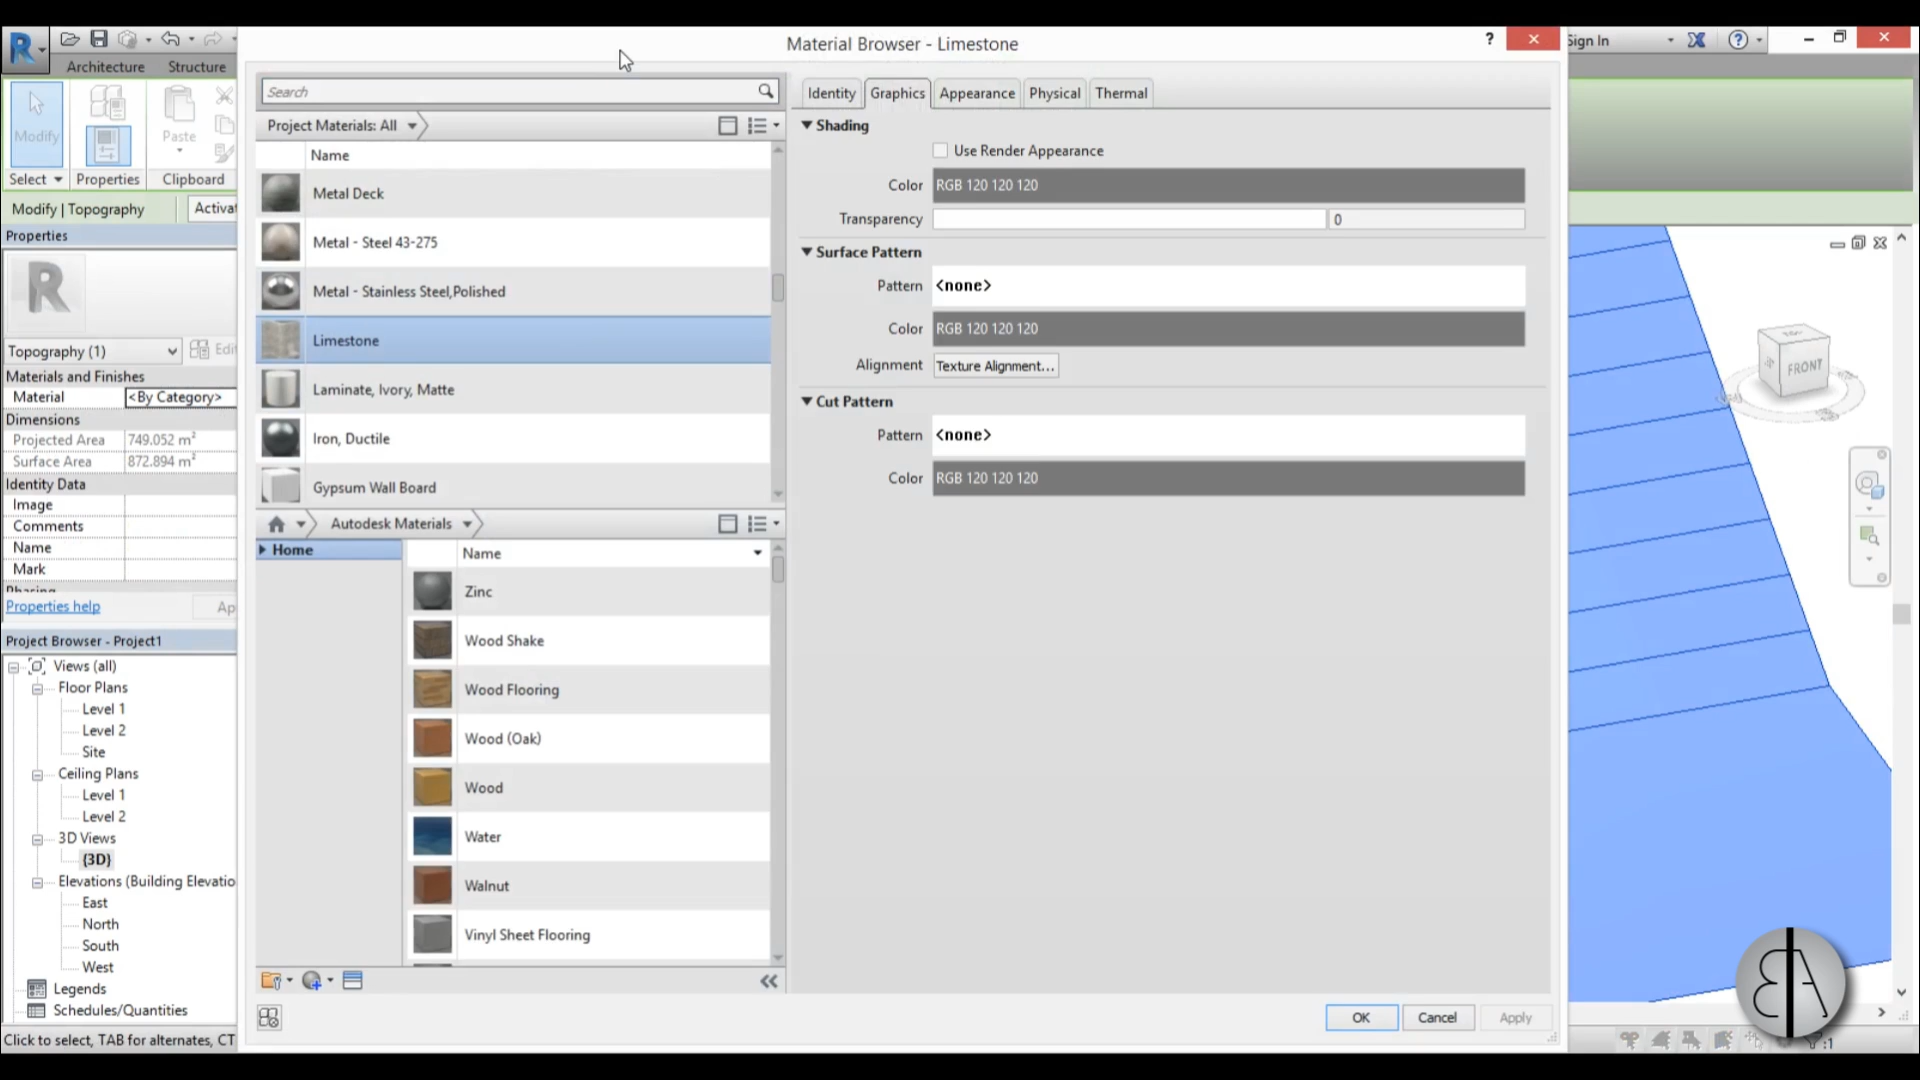 Material Browser - Limestone
?
Sign In
Architecture
Structure
Modify
Paste
Select
Properties
Clipboard
Modify | Topography
Activat
Properties
Topography (1)
Edit
Materials and Finishes
Material
<By Category>
Dimensions
Projected Area
749.052 m²
Surface Area
872.894 m²
Identity Data
Image
Comments
Name
Mark
Phasing
Properties help
Ap
Project Browser - Project1
Views (all)
Floor Plans
Level 1
Level 2
Site
Ceiling Plans
Level 1
Level 2
3D Views
{3D}
Elevations (Building Elevatio
East
North
South
West
Legends
Schedules/Quantities
Click to select, TAB for alternates, CT
Search
Project Materials: All
Name
Metal Deck
Metal - Steel 43-275
Metal - Stainless Steel,Polished
Limestone
Laminate, Ivory, Matte
Iron, Ductile
Gypsum Wall Board
Autodesk Materials
Home
Name
Zinc
Wood Shake
Wood Flooring
Wood (Oak)
Wood
Water
Walnut
Vinyl Sheet Flooring
Identity
Graphics
Appearance
Physical
Thermal
Shading
Use Render Appearance
Color
RGB 120 120 120
Transparency
0
Surface Pattern
Pattern
<none>
Color
RGB 120 120 120
Alignment
Texture Alignment...
Cut Pattern
Pattern
<none>
Color
RGB 120 120 120
OK
Cancel
Apply
FRONT
:1